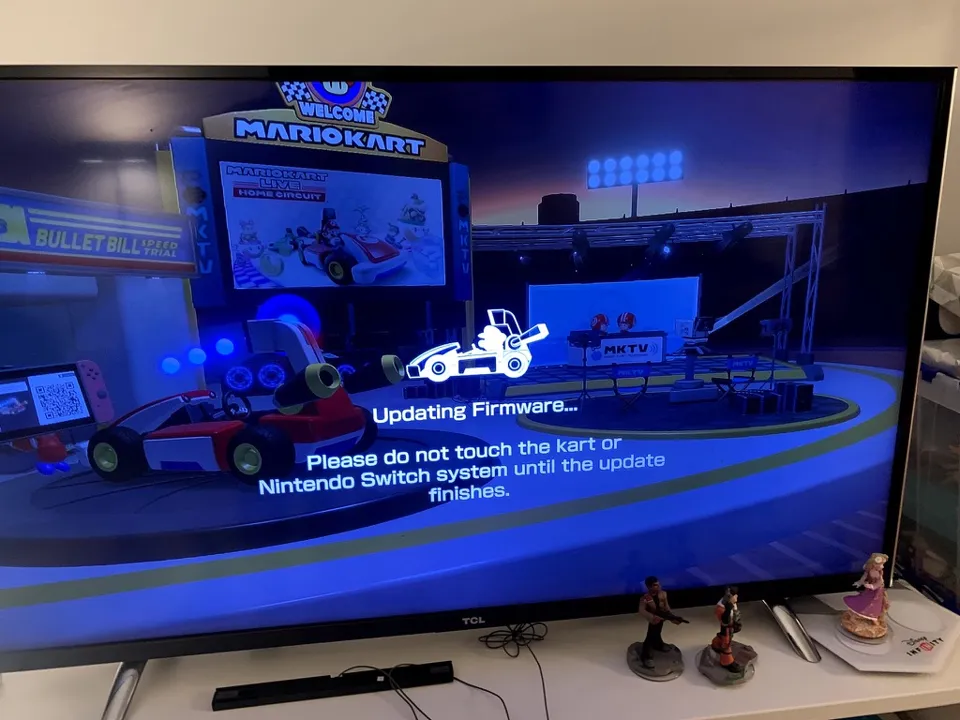 WELCOME
MARIOKART
MARIOKART
LIVE
HOME CIRCUIT
MKTV
MKTV
BULLET BILL SPEED
TRIAL
MKTV
MKTV
Updating Firmware...
Please do not touch the kart or
Nintendo Switch system until the update
finishes.
TCL
Disney
INFINITY